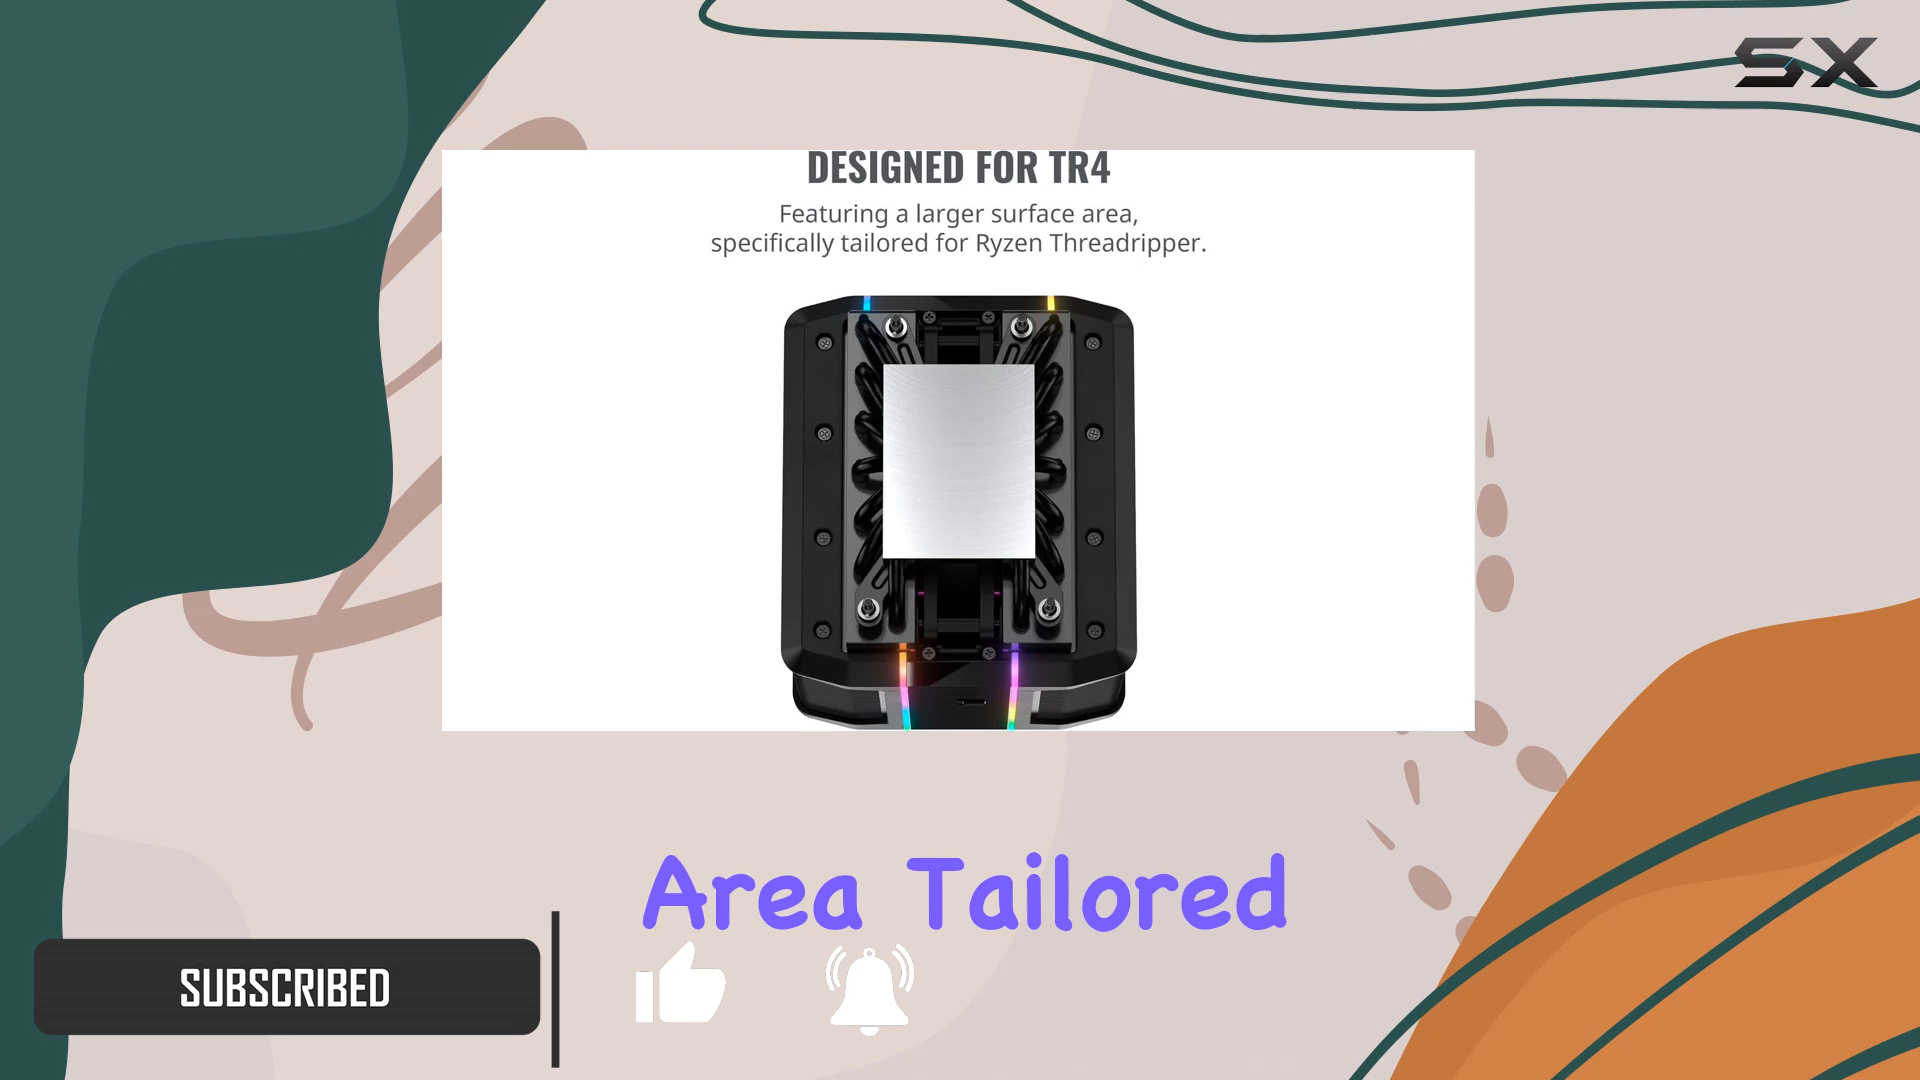 SX
DESIGNED FOR TR4
Featuring a larger surface area,
specifically tailored for Ryzen Threadripper.
Area Tailored
SUBSCRIBED